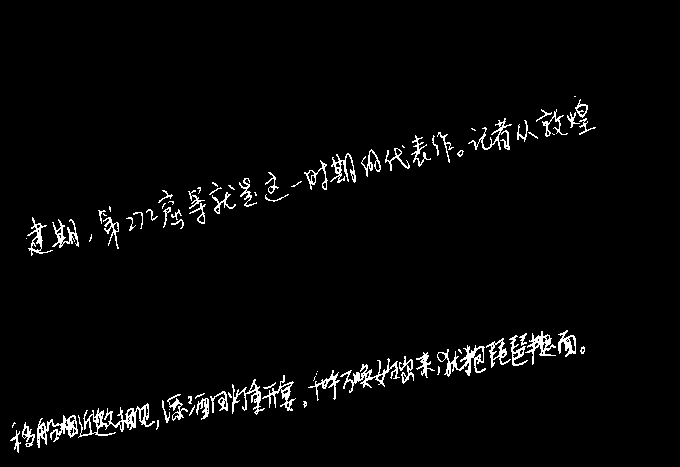 建期，第272窟等就是这一时期的代表作。记者从敦煌
移船相近邀相见，添酒回灯重开宴。千呼万唤始出来，犹抱琵琶半遮面。